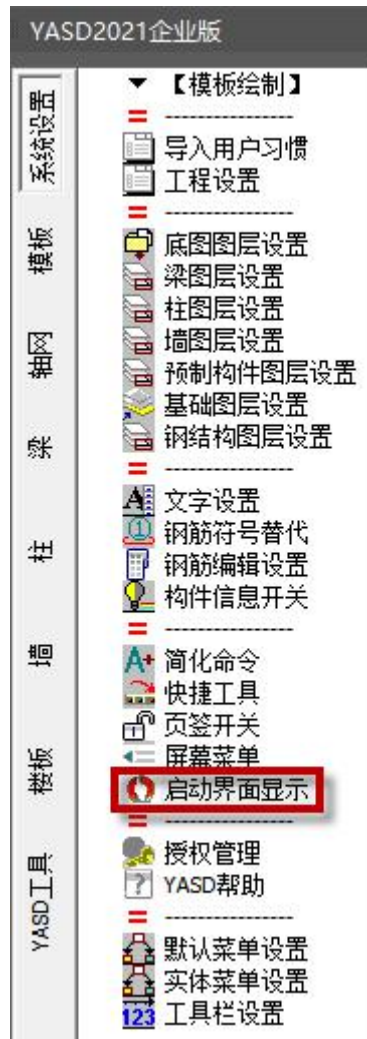 YASD2021企业版
系统设置
模板
轴网
梁
柱
墙
楼板
YASD工具
▼ 【模板绘制】
= ----------------
导入用户习惯
工程设置
= ----------------
底图图层设置
梁图层设置
柱图层设置
墙图层设置
预制构件图层设置
基础图层设置
钢结构图层设置
= ----------------
文字设置
钢筋符号替代
钢筋编辑设置
构件信息开关
= ----------------
简化命令
快捷工具
页签开关
屏幕菜单
启动界面显示
= ----------------
授权管理
YASD帮助
= ----------------
默认菜单设置
实体菜单设置
123 工具栏设置